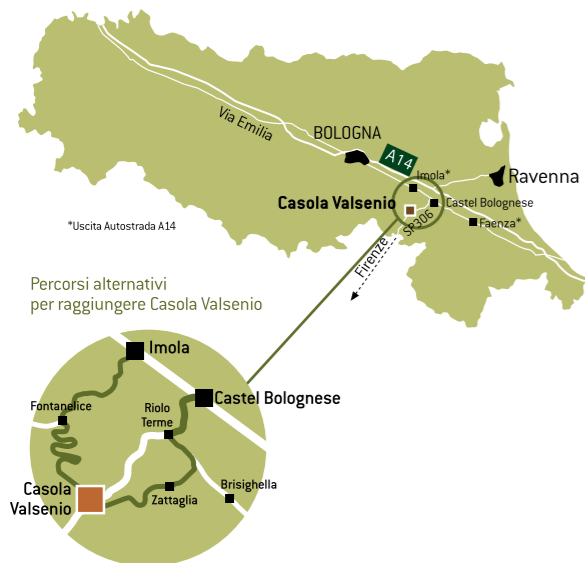 Via Emilia
BOLOGNA
A14
Imola*
Ravenna
Casola Valsenio
Castel Bolognese
SP306
Faenza*
*Uscita Autostrada A14
Firenze
Percorsi alternativi
per raggiungere Casola Valsenio
Imola
Castel Bolognese
Fontanelice
Riolo
Terme
Casola
Valsenio
Zattaglia
Brisighella